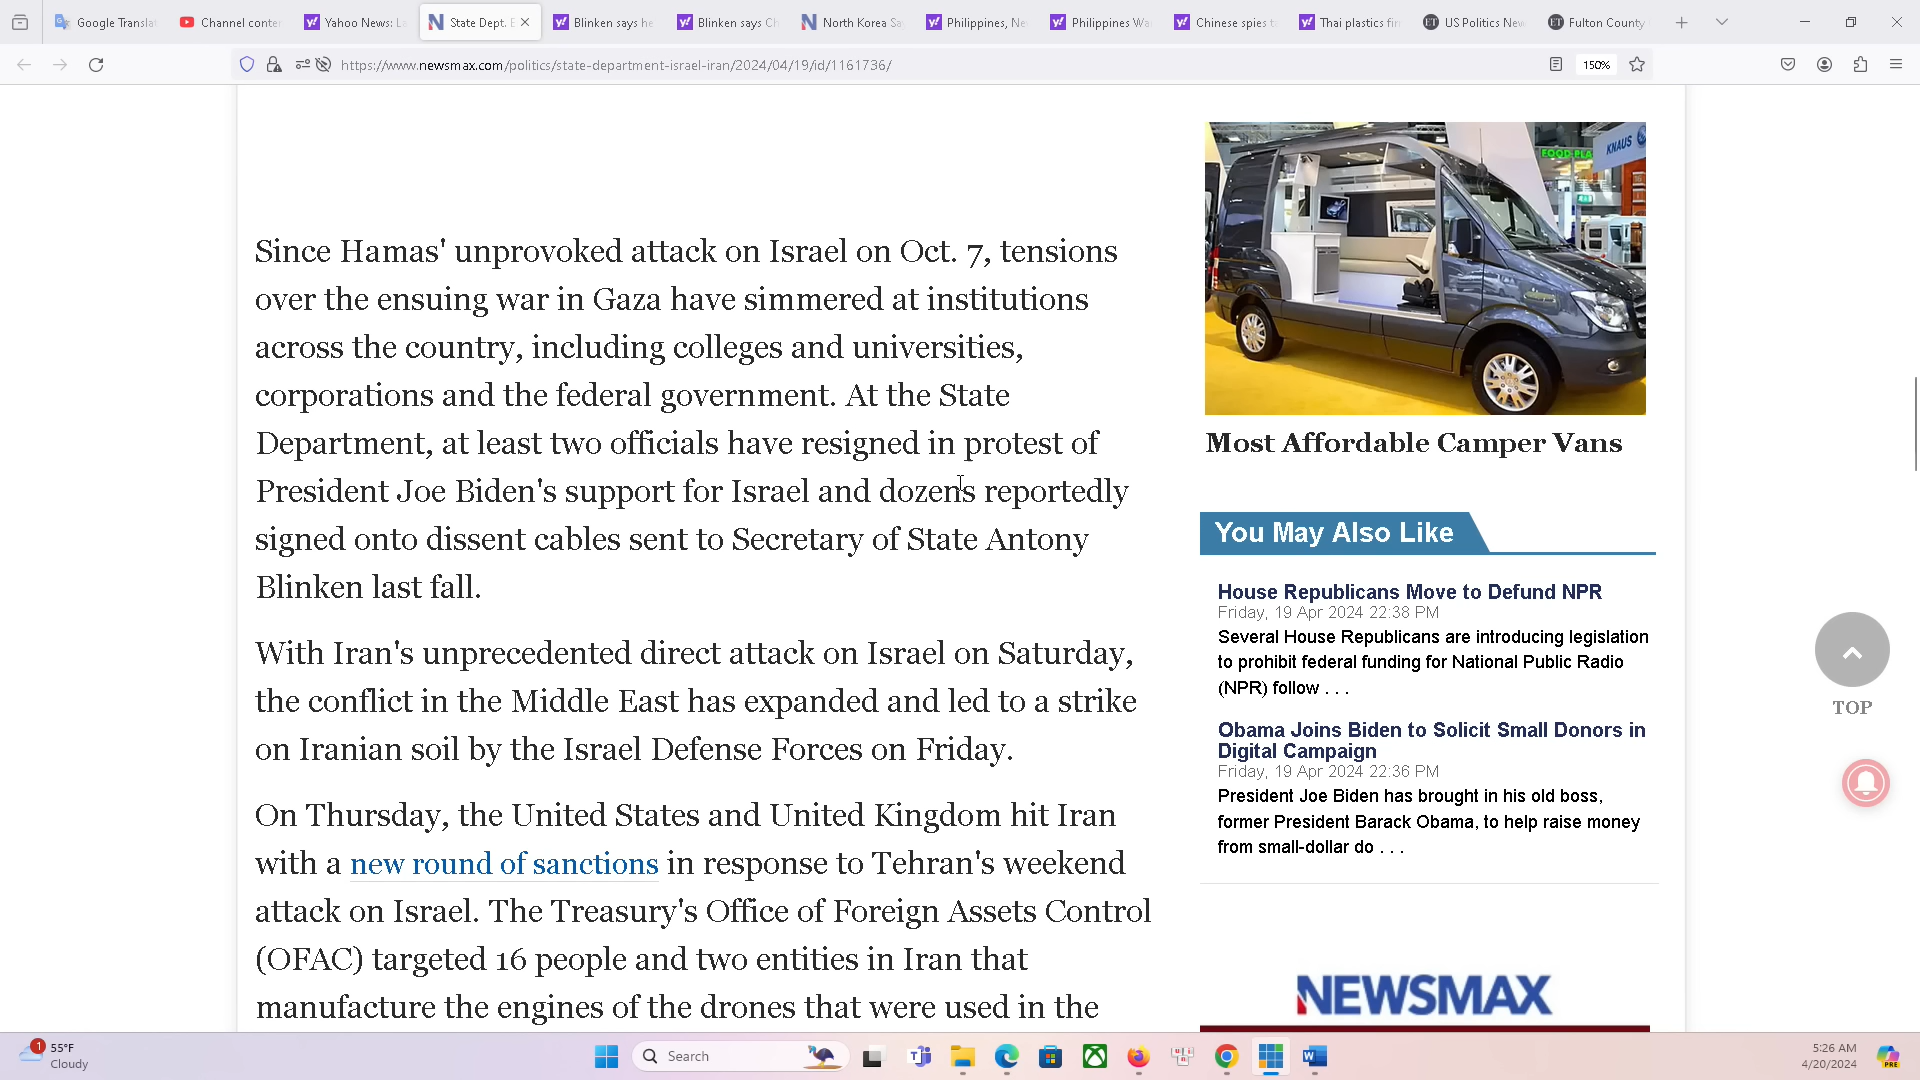 Google Transla
Channel conte
Yahoo News: L
State Dept. E
Blinken says he
Blinken says Ch
North Korea Sa
Philippines, Ne
Philippines Wa
Chinese spies t
Thai plastics fi
US Politics New
Fulton County
https://www.newsmax.com/politics/state-department-israel-iran/2024/04/19/id/1161736/
150%
FOOD-PLA
KNAUS
Since Hamas' unprovoked attack on Israel on Oct. 7, tensions
over the ensuing war in Gaza have simmered at institutions
across the country, including colleges and universities,
corporations and the federal government. At the State
Department, at least two officials have resigned in protest of
President Joe Biden's support for Israel and dozens reportedly
signed onto dissent cables sent to Secretary of State Antony
Blinken last fall.
With Iran's unprecedented direct attack on Israel on Saturday,
the conflict in the Middle East has expanded and led to a strike
on Iranian soil by the Israel Defense Forces on Friday.
On Thursday, the United States and United Kingdom hit Iran
with a new round of sanctions in response to Tehran's weekend
attack on Israel. The Treasury's Office of Foreign Assets Control
(OFAC) targeted 16 people and two entities in Iran that
manufacture the engines of the drones that were used in the
Most Affordable Camper Vans
You May Also Like
House Republicans Move to Defund NPR
Friday, 19 Apr 2024 22:38 PM
Several House Republicans are introducing legislation
to prohibit federal funding for National Public Radio
(NPR) follow . . .
Obama Joins Biden to Solicit Small Donors in
Digital Campaign
Friday, 19 Apr 2024 22:36 PM
President Joe Biden has brought in his old boss,
former President Barack Obama, to help raise money
from small-dollar do . . .
NEWSMAX
TOP
1
55°F
Cloudy
Search
5:26 AM
4/20/2024
PRE